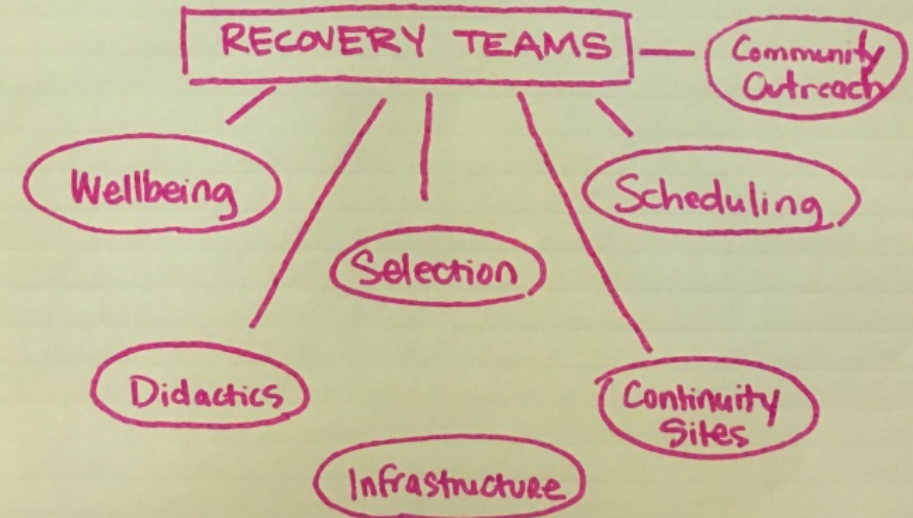 RECOVERY TEAMS
Community
Outreach
Wellbeing
Scheduling
Selection
Didactics
Continuity
Sites
Infrastructure